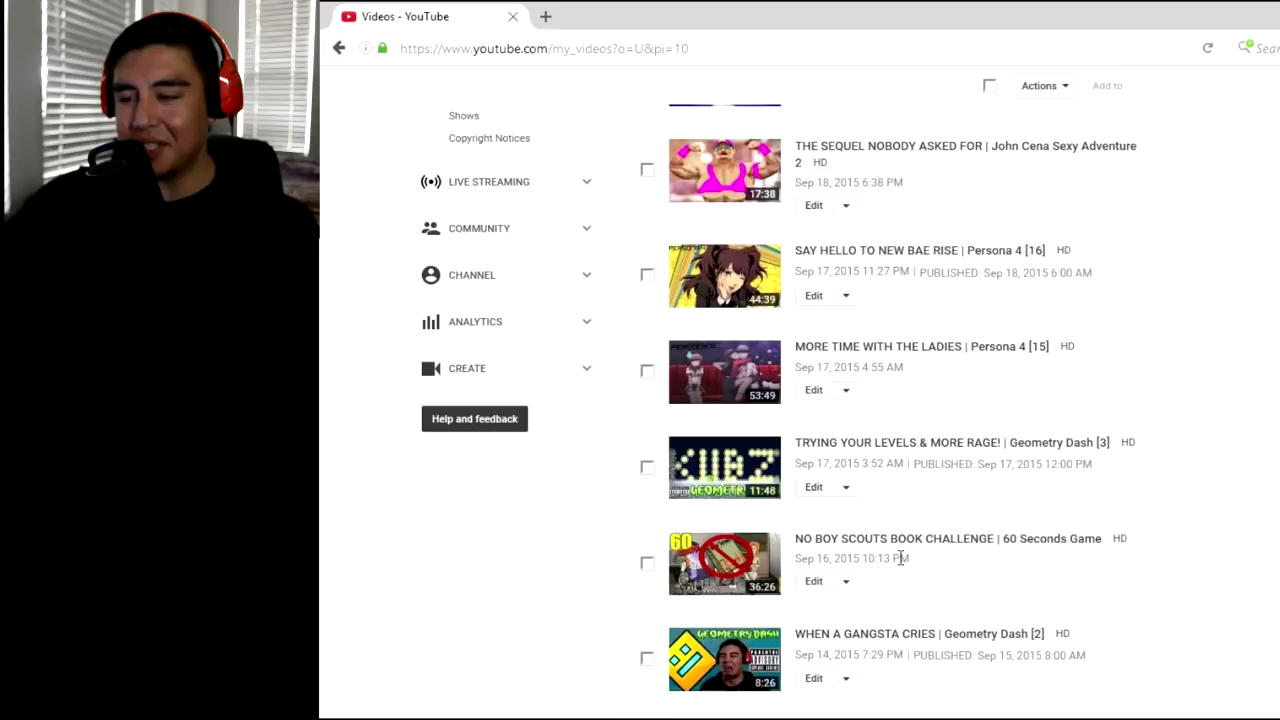 Videos - YouTube
https://www.youtube.com/my_videos?o=U&pi=10
Sear
Actions
Add to
Shows
Copyright Notices
LIVE STREAMING
COMMUNITY
CHANNEL
ANALYTICS
CREATE
Help and feedback
17:38
THE SEQUEL NOBODY ASKED FOR | John Cena Sexy Adventure
2 HD
Sep 18, 2015 6:38 PM
Edit
44:39
SAY HELLO TO NEW BAE RISE | Persona 4 [16] HD
Sep 17, 2015 11:27 PM | PUBLISHED: Sep 18, 2015 6:00 AM
Edit
53:49
MORE TIME WITH THE LADIES | Persona 4 [15] HD
Sep 17, 2015 4:55 AM
Edit
GEOMETR 11:48
TRYING YOUR LEVELS & MORE RAGE! | Geometry Dash [3] HD
Sep 17, 2015 3:52 AM | PUBLISHED: Sep 17, 2015 12:00 PM
Edit
60
36:26
NO BOY SCOUTS BOOK CHALLENGE | 60 Seconds Game HD
Sep 16, 2015 10:13 PM
Edit
GEOMETRY DASH
8:26
WHEN A GANGSTA CRIES | Geometry Dash [2] HD
Sep 14, 2015 7:29 PM | PUBLISHED: Sep 15, 2015 8:00 AM
Edit